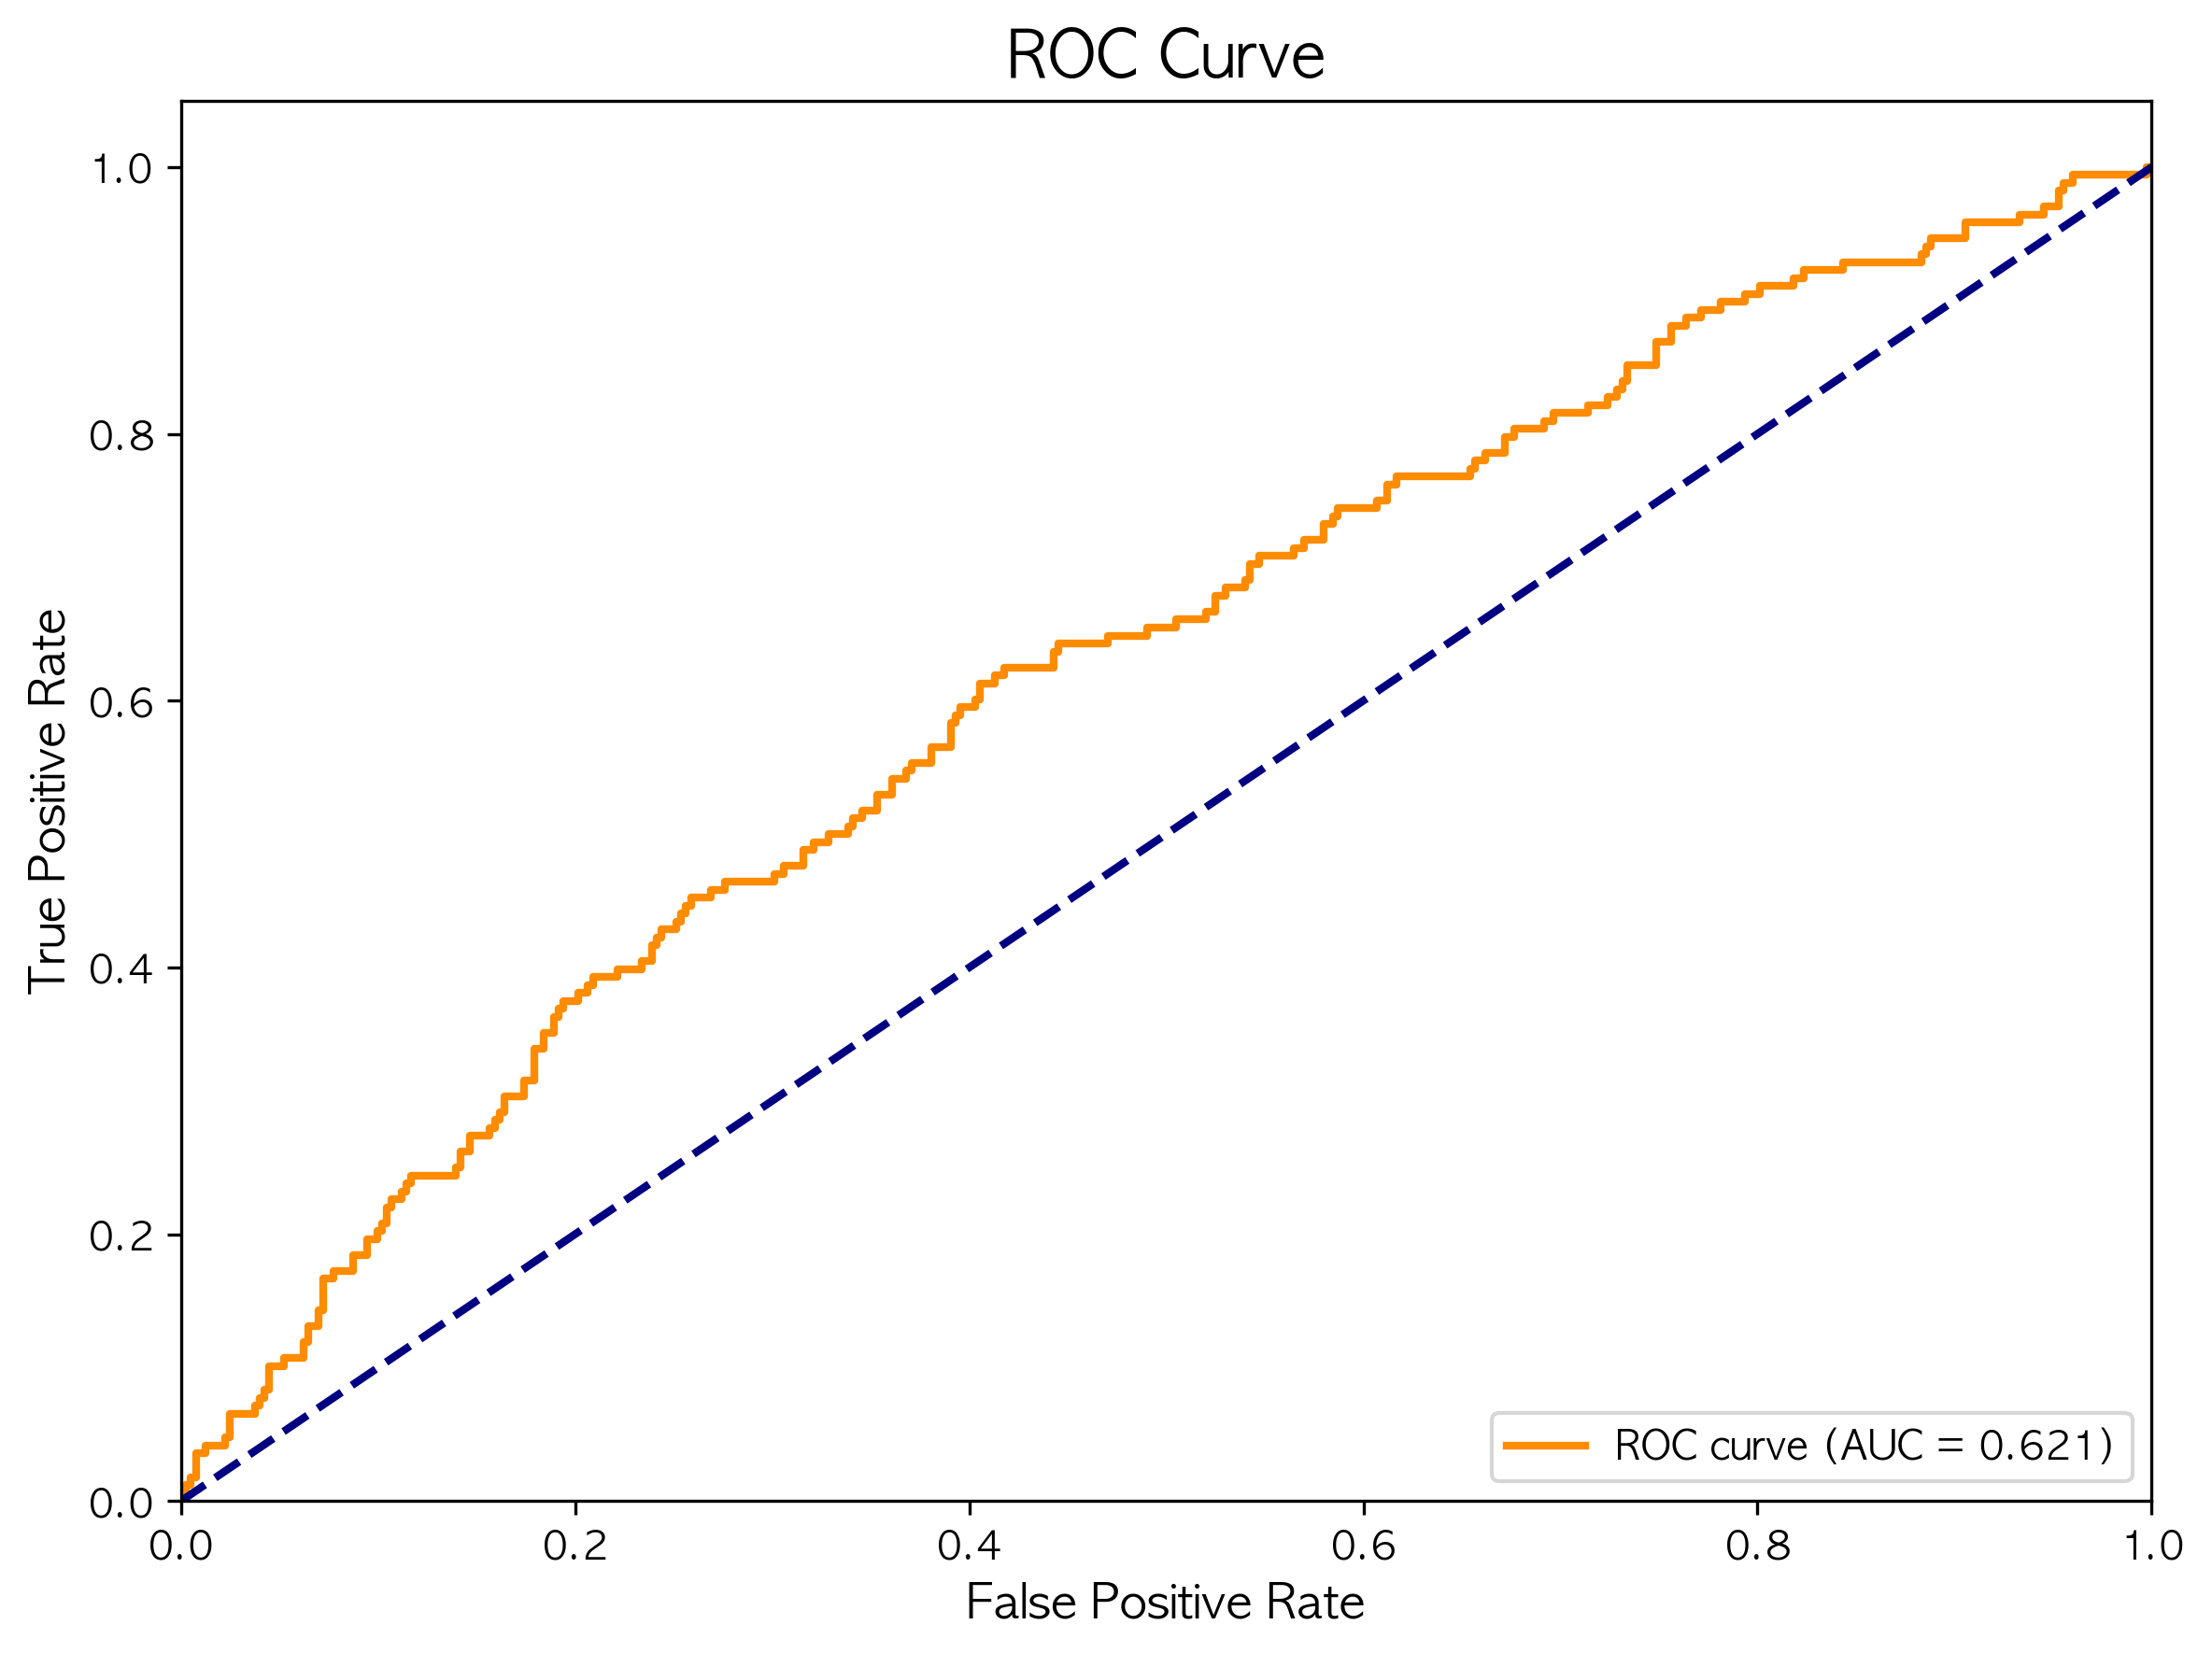 ROC Curve
1.0
0.8
0.6
0.4
0.2
0.0
True Positive Rate
ROC curve (AUC = 0.621)
0.0 0.2 0.4 0.6 0.8 1.0
False Positive Rate